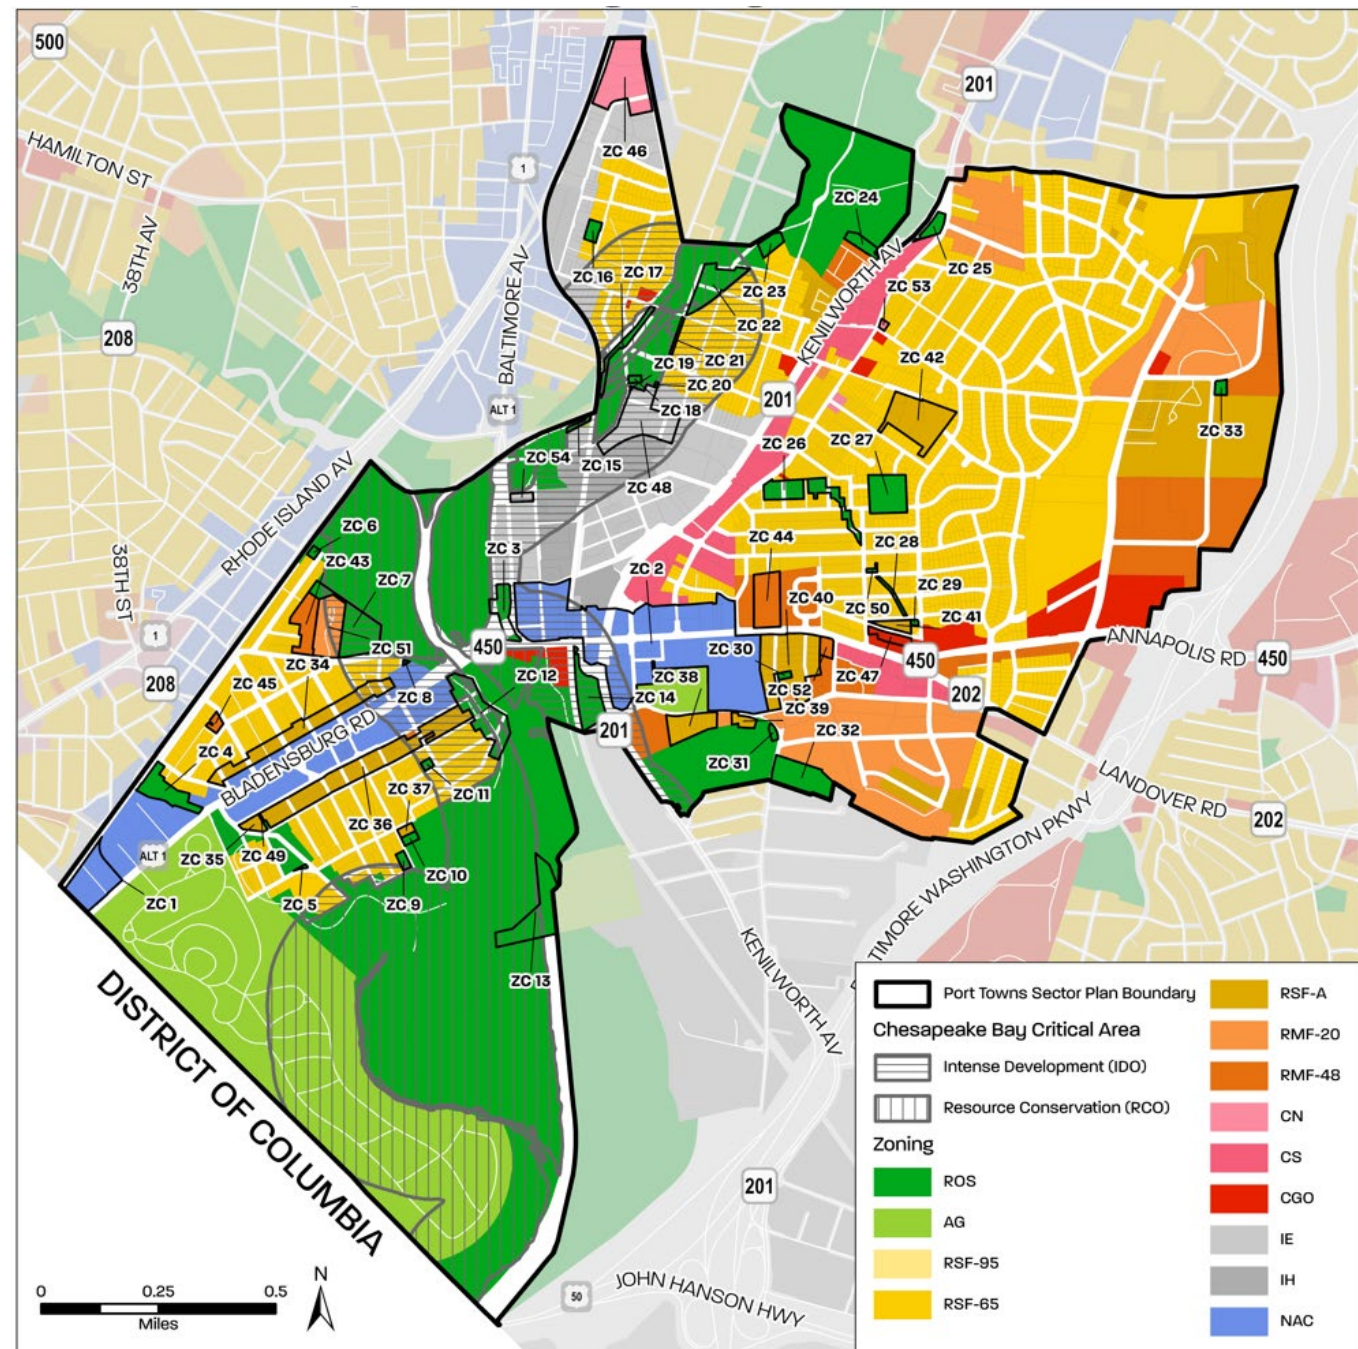 500
201
HAMILTON ST
1
ZC 46
38TH AV
ZC 24
KENILWORTH AV
BALTIMORE AV
ZC 16
ZC 17
ZC 23
ZC 25
ZC 53
208
ZC 22
ZC 21
ZC 19
ZC 20
ZC 42
ALT 1
201
ZC 18
ZC 26
ZC 27
ZC 33
ZC 54
ZC 15
ZC 48
RHODE ISLAND AV
ZC 6
38TH ST
ZC 43
ZC 7
ZC 3
ZC 2
ZC 44
ZC 28
ZC 40
ZC 29
ZC 50
ZC 41
1
450
ZC 51
ZC 34
ZC 30
450
ANNAPOLIS RD
450
208
ZC 45
ZC 8
ZC 12
ZC 38
ZC 14
ZC 52
ZC 47
202
ZC 39
201
ZC 32
ZC 4
BLADENSBURG RD
ZC 31
ZC 11
ZC 37
LANDOVER RD
202
ZC 36
ALT 1
ZC 35
ZC 49
ZC 10
ZC 1
ZC 5
ZC 9
ZC 13
KENILWORTH AV
TIMORE WASHINGTON PKWY
DISTRICT OF COLUMBIA
201
JOHN HANSON HWY
50
N
0
0.25
0.5
Miles
Port Towns Sector Plan Boundary
Chesapeake Bay Critical Area
Intense Development (IDO)
Resource Conservation (RCO)
Zoning
ROS
AG
RSF-95
RSF-65
RSF-A
RMF-20
RMF-48
CN
CS
CGO
IE
IH
NAC